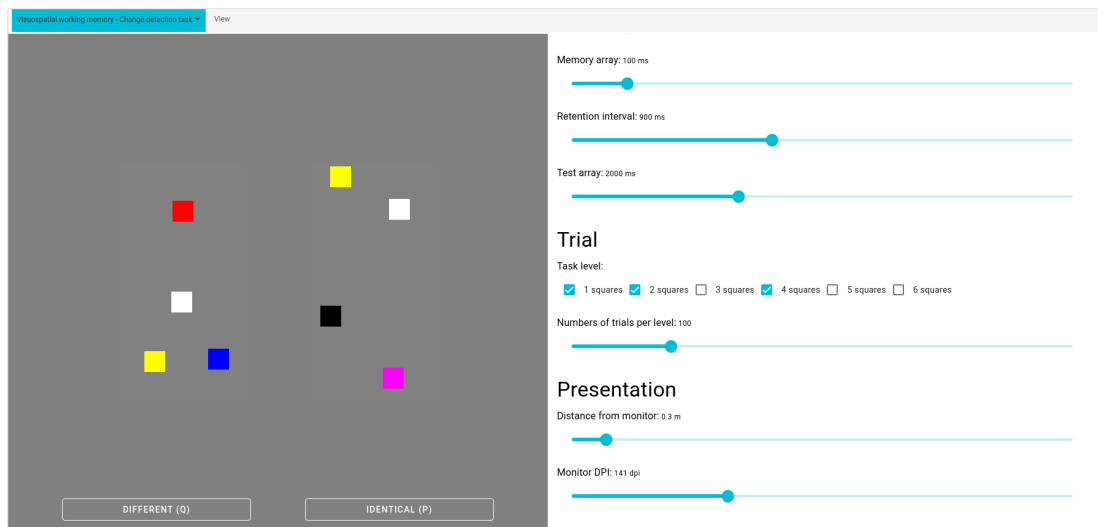 Visuospatial working memory - Change detection task View
Memory array: 100 ms
Retention interval: 900 ms
Test array: 2000 ms
Trial
Task level:
1 squares 2 squares 3 squares 4 squares 5 squares 6 squares
Numbers of trials per level: 100
Presentation
Distance from monitor: 0.3 m
Monitor DPI: 141 dpi
DIFFERENT (Q) IDENTICAL (P)